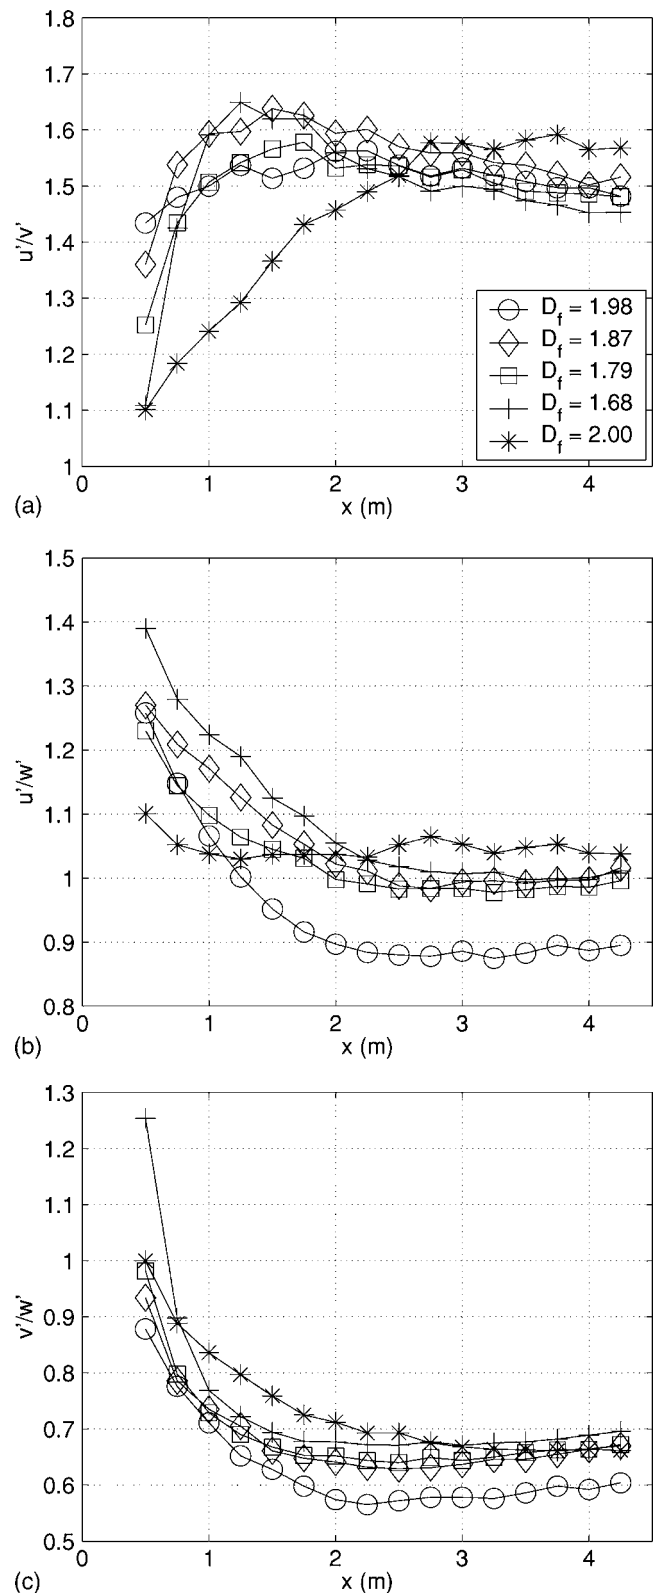 1.8
1.7
1.6
1.5
1.4
1.3
1.2
1.1
1
u'/v'
D_f = 1.98
D_f = 1.87
D_f = 1.79
D_f = 1.68
D_f = 2.00
0 1 2 3 4
x (m)
(a)
1.5
1.4
1.3
1.2
1.1
1
0.9
0.8
u'/w'
0 1 2 3 4
x (m)
(b)
1.3
1.2
1.1
1
0.9
0.8
0.7
0.6
0.5
v'/w'
0 1 2 3 4
x (m)
(c)